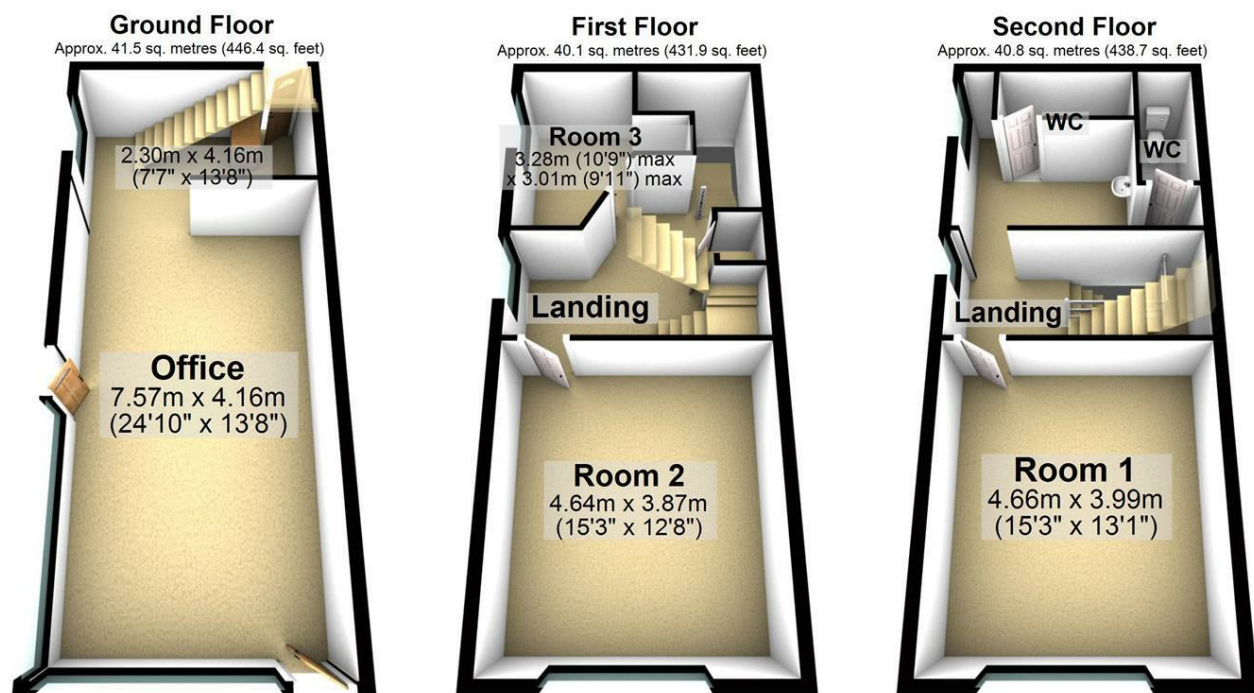 Ground Floor
Approx. 41.5 sq. metres (446.4 sq. feet)
2.30m x 4.16m
(7'7" x 13'8")
Office
7.57m x 4.16m
(24'10" x 13'8")
First Floor
Approx. 40.1 sq. metres (431.9 sq. feet)
Room 3
3.28m (10'9") max
x 3.01m (9'11") max
Landing
Room 2
4.64m x 3.87m
(15'3" x 12'8")
Second Floor
Approx. 40.8 sq. metres (438.7 sq. feet)
WC
WC
Landing
Room 1
4.66m x 3.99m
(15'3" x 13'1")